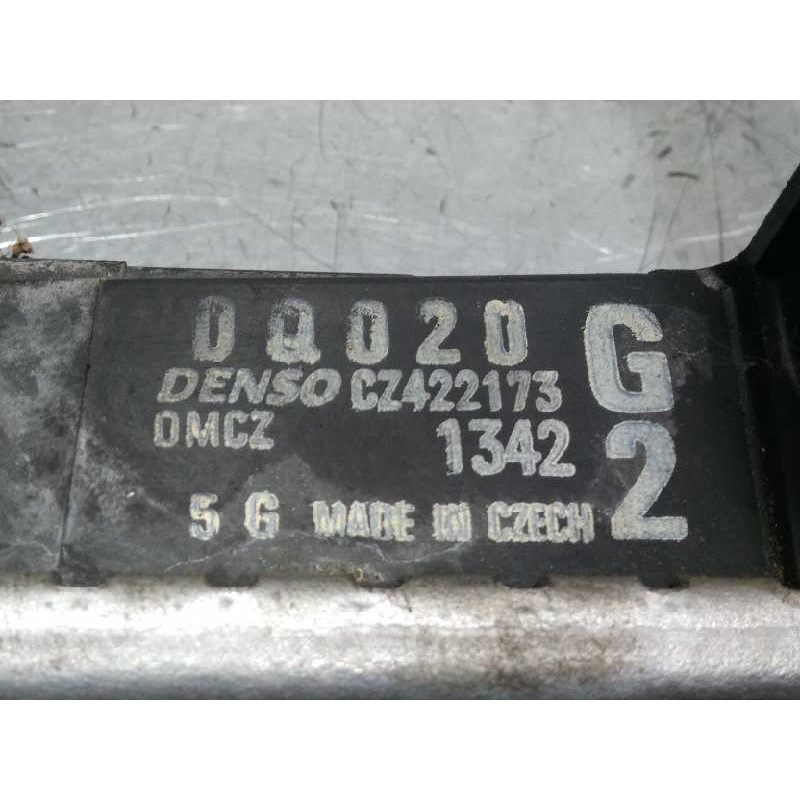 0Q020 G
DENSO CZ422173
DMCZ 1342 2
5 G MADE IN CZECH